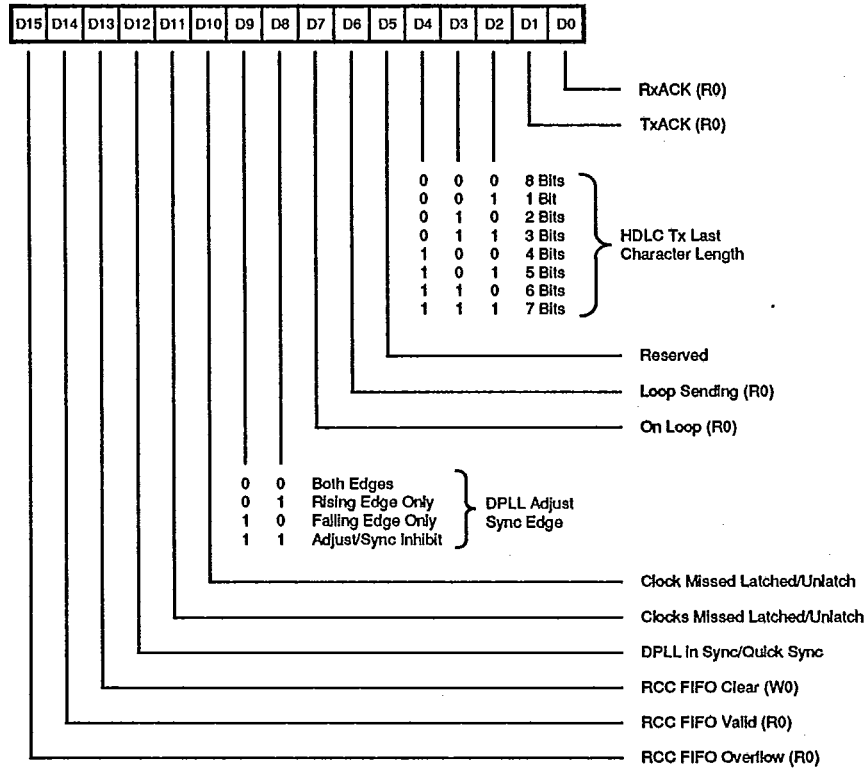 D15 D14 D13 D12 D11 D10 D9 D8 D7 D6 D5 D4 D3 D2 D1 D0
RxACK (R0)
TxACK (R0)
0 0 0 8 Bits
0 0 1 1 Bit
0 1 0 2 Bits
0 1 1 3 Bits
1 0 0 4 Bits
1 0 1 5 Bits
1 1 0 6 Bits
1 1 1 7 Bits
HDLC Tx Last
Character Length
Reserved
Loop Sending (R0)
On Loop (R0)
0 0 Both Edges
0 1 Rising Edge Only
1 0 Falling Edge Only
1 1 Adjust/Sync Inhibit
DPLL Adjust
Sync Edge
Clock Missed Latched/Unlatch
Clocks Missed Latched/Unlatch
DPLL in Sync/Quick Sync
RCC FIFO Clear (W0)
RCC FIFO Valid (R0)
RCC FIFO Overflow (R0)